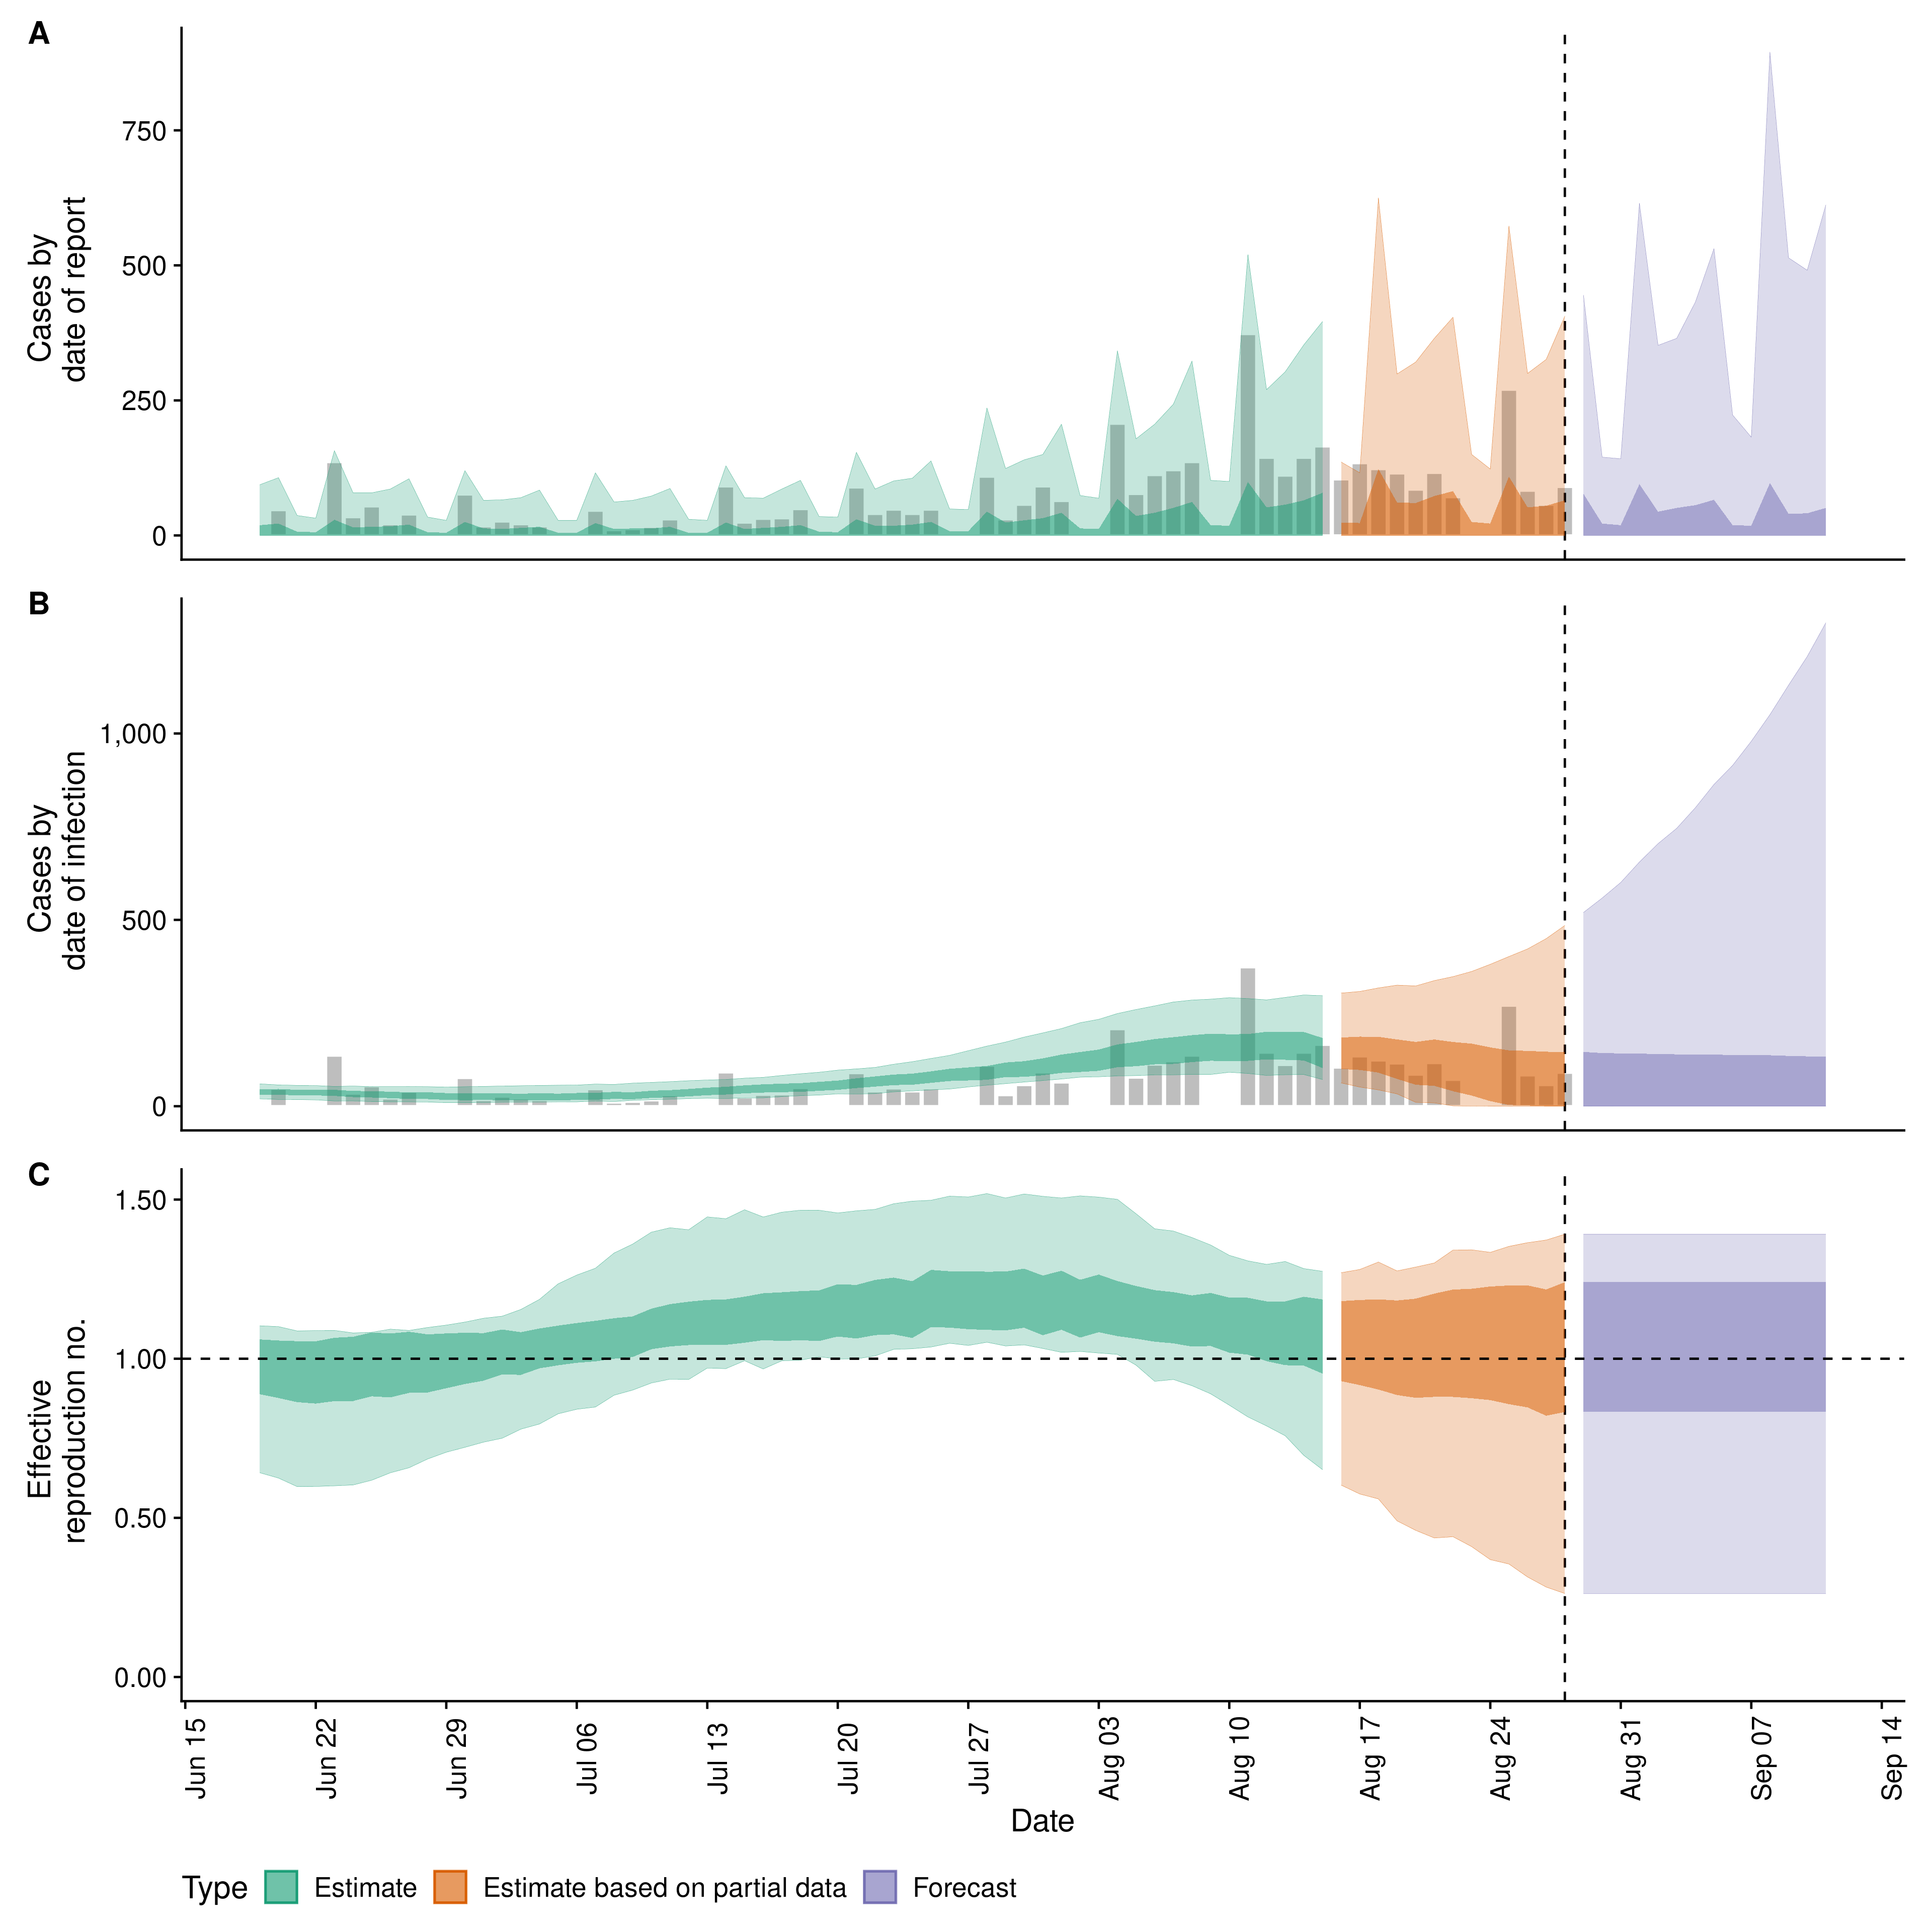 A
750
500
250
0
Cases by
date of report
B
1,000
500
0
Cases by
date of infection
C
1.50
1.00
0.50
0.00
Effective
reproduction no.
Jun 15
Jun 22
Jun 29
Jul 06
Jul 13
Jul 20
Jul 27
Aug 03
Aug 10
Aug 17
Aug 24
Aug 31
Sep 07
Sep 14
Date
Type Estimate Estimate based on partial data Forecast